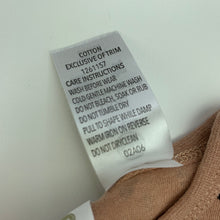 COTTON
EXCLUSIVE OF TRIM
1261157
CARE INSTRUCTIONS
WASH BEFORE WEAR
COLD GENTLE MACHINE WASH
DO NOT BLEACH, SOAK OR RUB
DO NOT TUMBLE DRY
PULL TO SHAPE WHILE DAMP
WARM IRON ON REVERSE
DO NOT DRYCLEAN
02A06